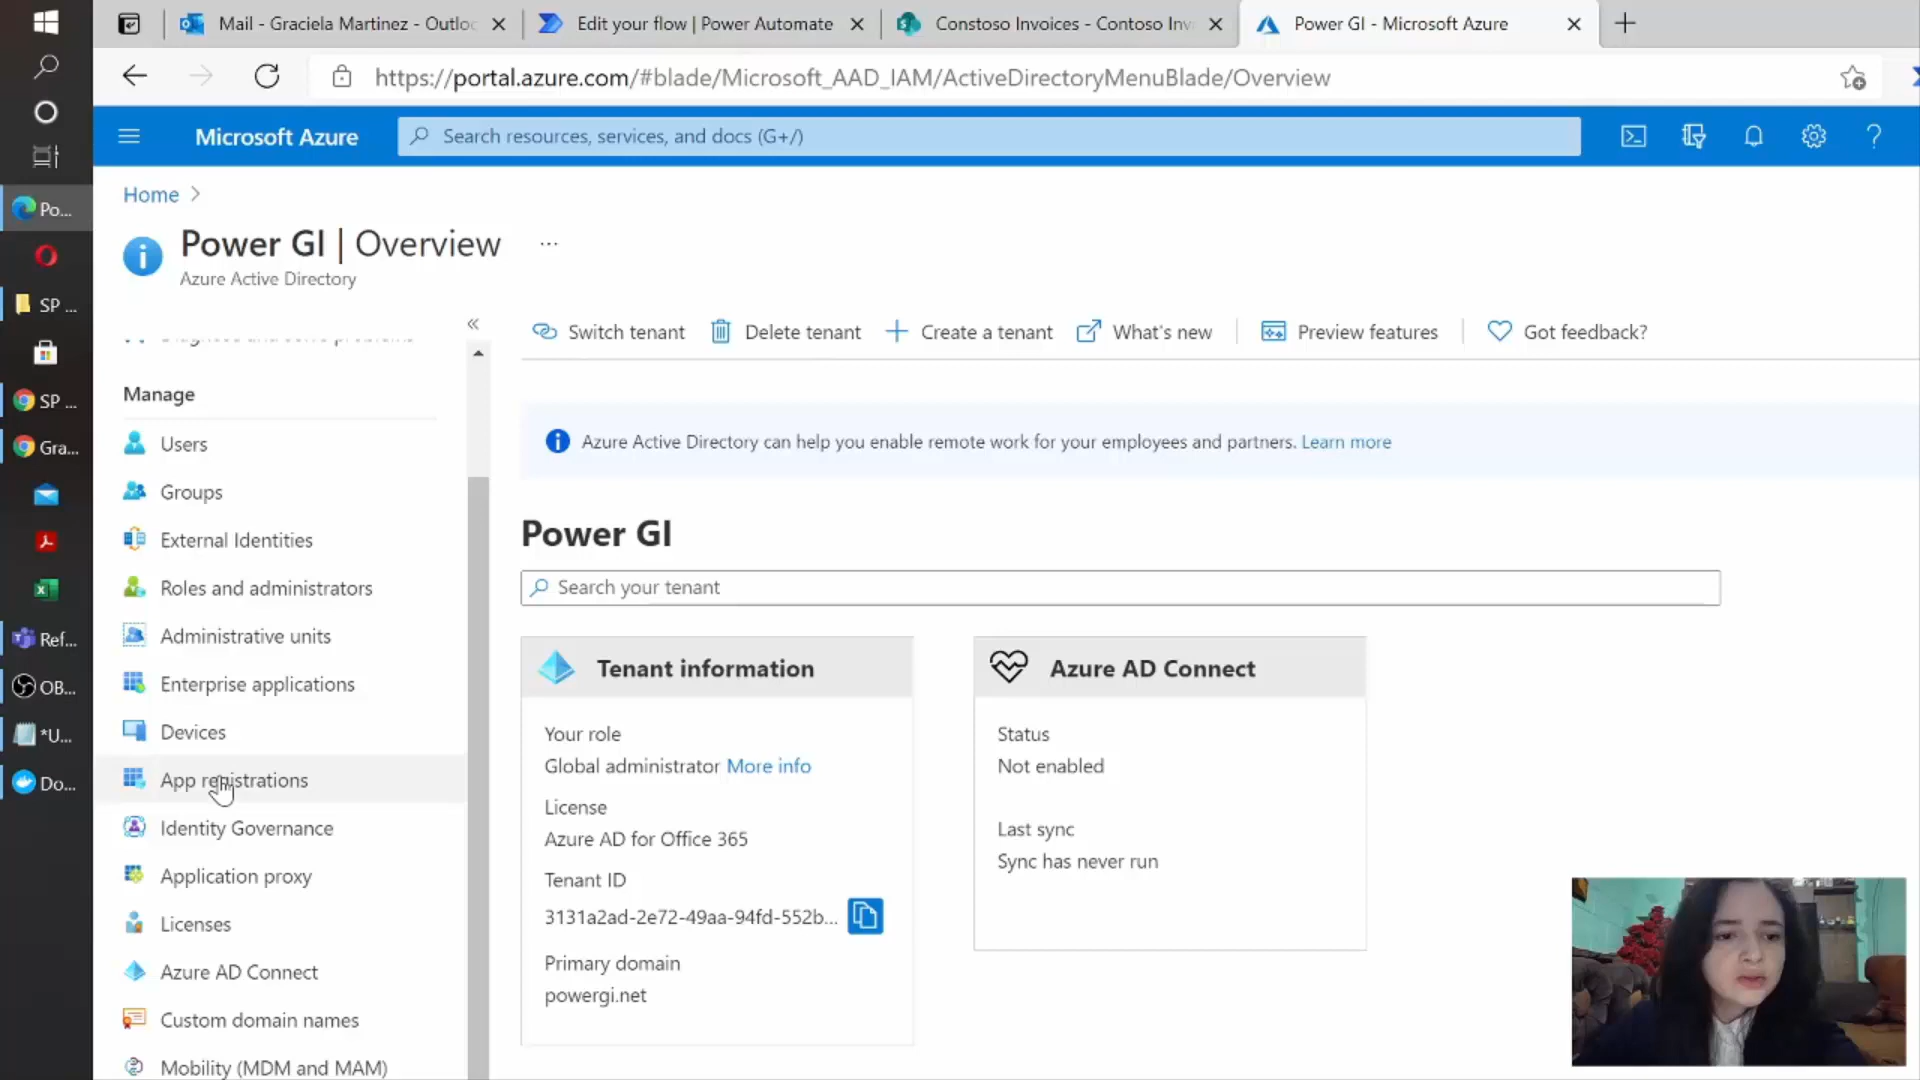 Mail - Graciela Martinez - Outlo
Edit your flow | Power Automate
Constoso Invoices - Contoso Inv
Power GI - Microsoft Azure
https://portal.azure.com/#blade/Microsoft_AAD_IAM/ActiveDirectoryMenuBlade/Overview
Microsoft Azure
Search resources, services, and docs (G+/)
Po...
SP ...
SP ...
Gra...
Ref...
OB...
*U...
Do...
Home
Power GI | Overview
...
Azure Active Directory
Diagnose and solve problems
Manage
Users
Groups
External Identities
Roles and administrators
Administrative units
Enterprise applications
Devices
App registrations
Identity Governance
Application proxy
Licenses
Azure AD Connect
Custom domain names
Mobility (MDM and MAM)
Switch tenant
Delete tenant
Create a tenant
What's new
Preview features
Got feedback?
Azure Active Directory can help you enable remote work for your employees and partners. Learn more
Power GI
Search your tenant
Tenant information
Your role
Global administrator More info
License
Azure AD for Office 365
Tenant ID
3131a2ad-2e72-49aa-94fd-552b...
Primary domain
powergi.net
Azure AD Connect
Status
Not enabled
Last sync
Sync has never run